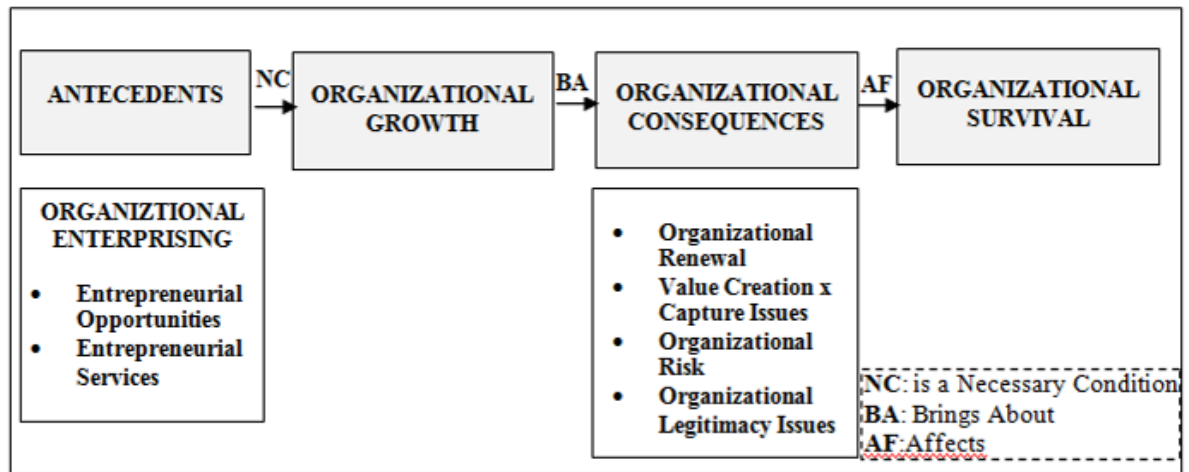 ANTECEDENTS
NC
ORGANIZATIONAL
GROWTH
BA
ORGANIZATIONAL
CONSEQUENCES
AF
ORGANIZATIONAL
SURVIVAL
ORGANIZTIONAL
ENTERPRISING
• Entrepreneurial
Opportunities
• Entrepreneurial
Services
• Organizational
Renewal
• Value Creation x
Capture Issues
• Organizational
Risk
• Organizational
Legitimacy Issues
NC: is a Necessary Condition
BA: Brings About
AF:Affects